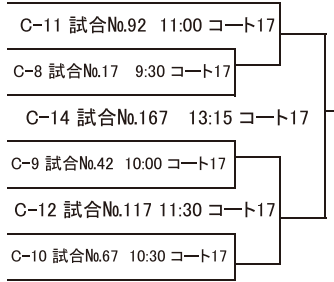 C-11 試合№92 11:00 コート17
C-8 試合№17 9:30 コート17
C-14 試合№167 13:15 コート17
C-9 試合№42 10:00 コート17
C-12 試合№117 11:30 コート17
C-10 試合№67 10:30 コート17